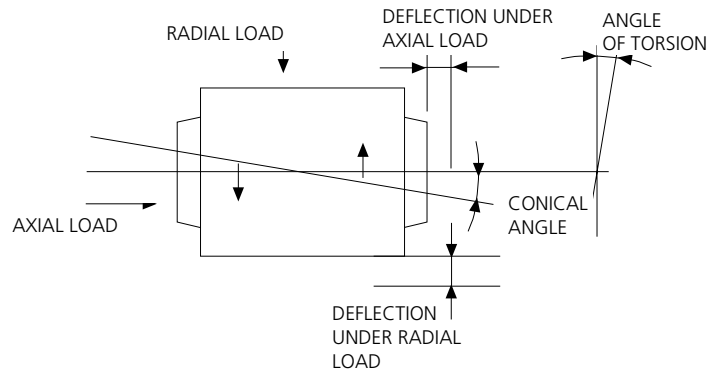 DEFLECTION UNDER
AXIAL LOAD
ANGLE
OF TORSION
RADIAL LOAD
AXIAL LOAD
CONICAL
ANGLE
DEFLECTION
UNDER RADIAL
LOAD